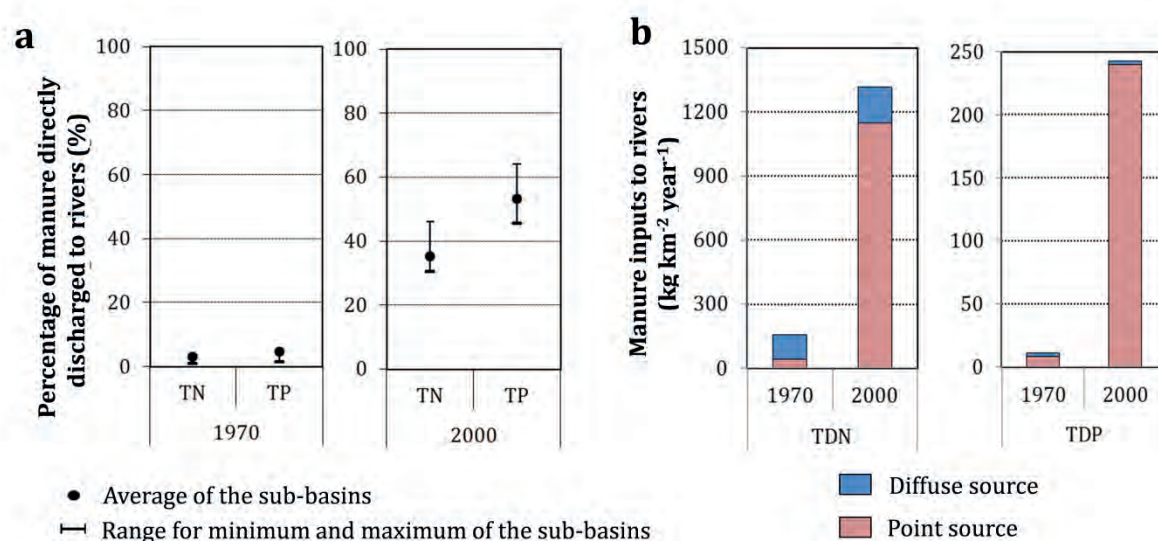 a
Percentage of manure directly
discharged to rivers (%)
100
80
60
40
20
0
TN TP
1970
100
80
60
40
20
0
TN TP
2000
● Average of the sub-basins
Range for minimum and maximum of the sub-basins
b
Manure inputs to rivers
(kg km⁻² year⁻¹)
1500
1200
900
600
300
0
1970 2000
TDN
250
200
150
100
50
0
1970 2000
TDP
Diffuse source
Point source